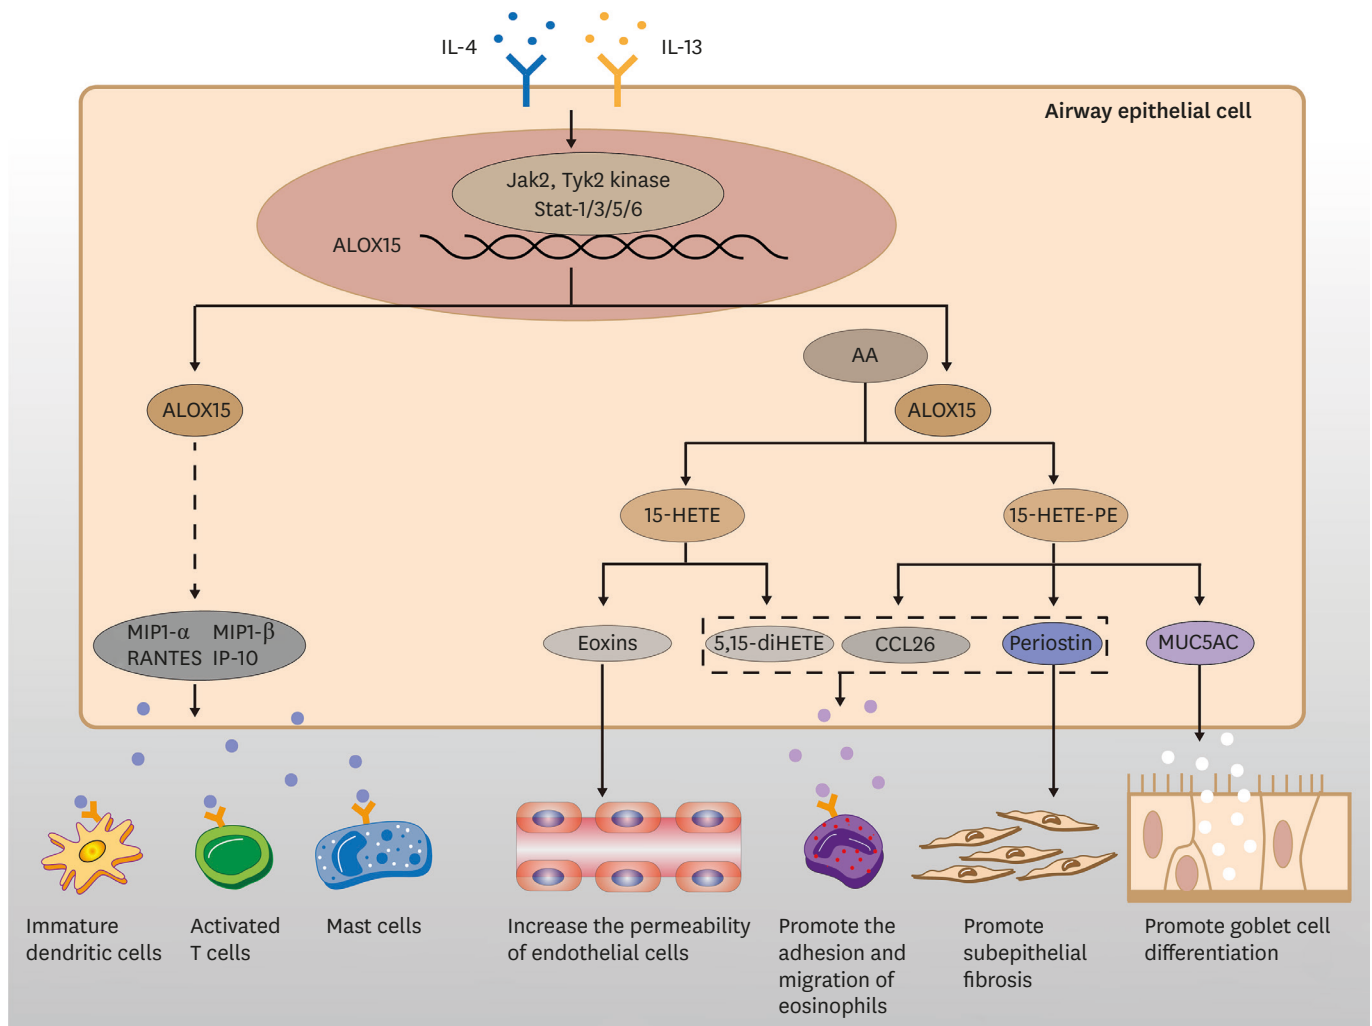 IL-4
IL-13
Airway epithelial cell
Jak2, Tyk2 kinase
Stat-1/3/5/6
ALOX15
AA
ALOX15
ALOX15
15-HETE
15-HETE-PE
MIP1-α MIP1-β
RANTES IP-10
Eoxins
5,15-diHETE
CCL26
Periostin
MUC5AC
Immature
dendritic cells
Activated
T cells
Mast cells
Increase the permeability
of endothelial cells
Promote the
adhesion and
migration of
eosinophils
Promote
subepithelial
fibrosis
Promote goblet cell
differentiation